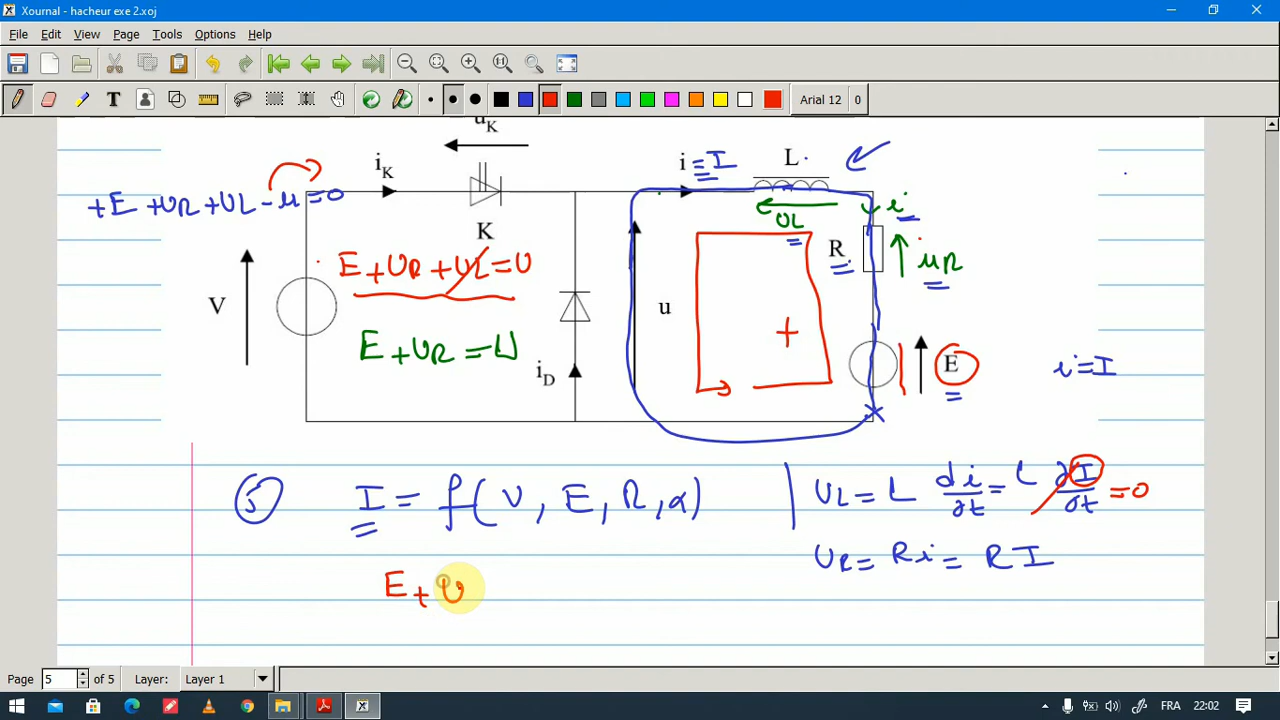 Xournal - hacheur exe 2.xoj
File Edit View Page Tools Options Help
Arial 12 0
uK
iK
i = I
L
+E + UR + UL - u = 0
UL
i
K
R
uR
E + UR + UL = U
V
u
E + UR = U
iD
E
i = I
5 I = f(V, E, R, α)
UL = L di/dt = L dI/dt = 0
UR = Ri = RI
E + U
Page 5 of 5 Layer: Layer 1
FRA 22:02